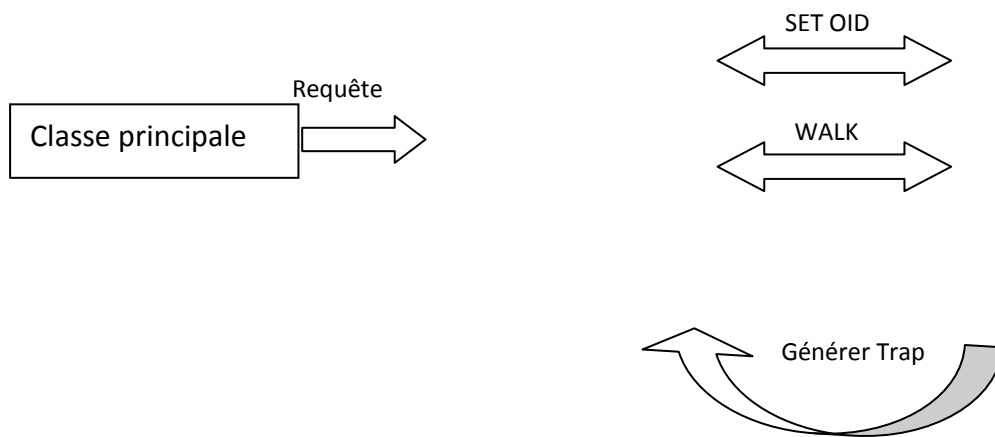 SET OID
Requête
Classe principale
WALK
Générer Trap